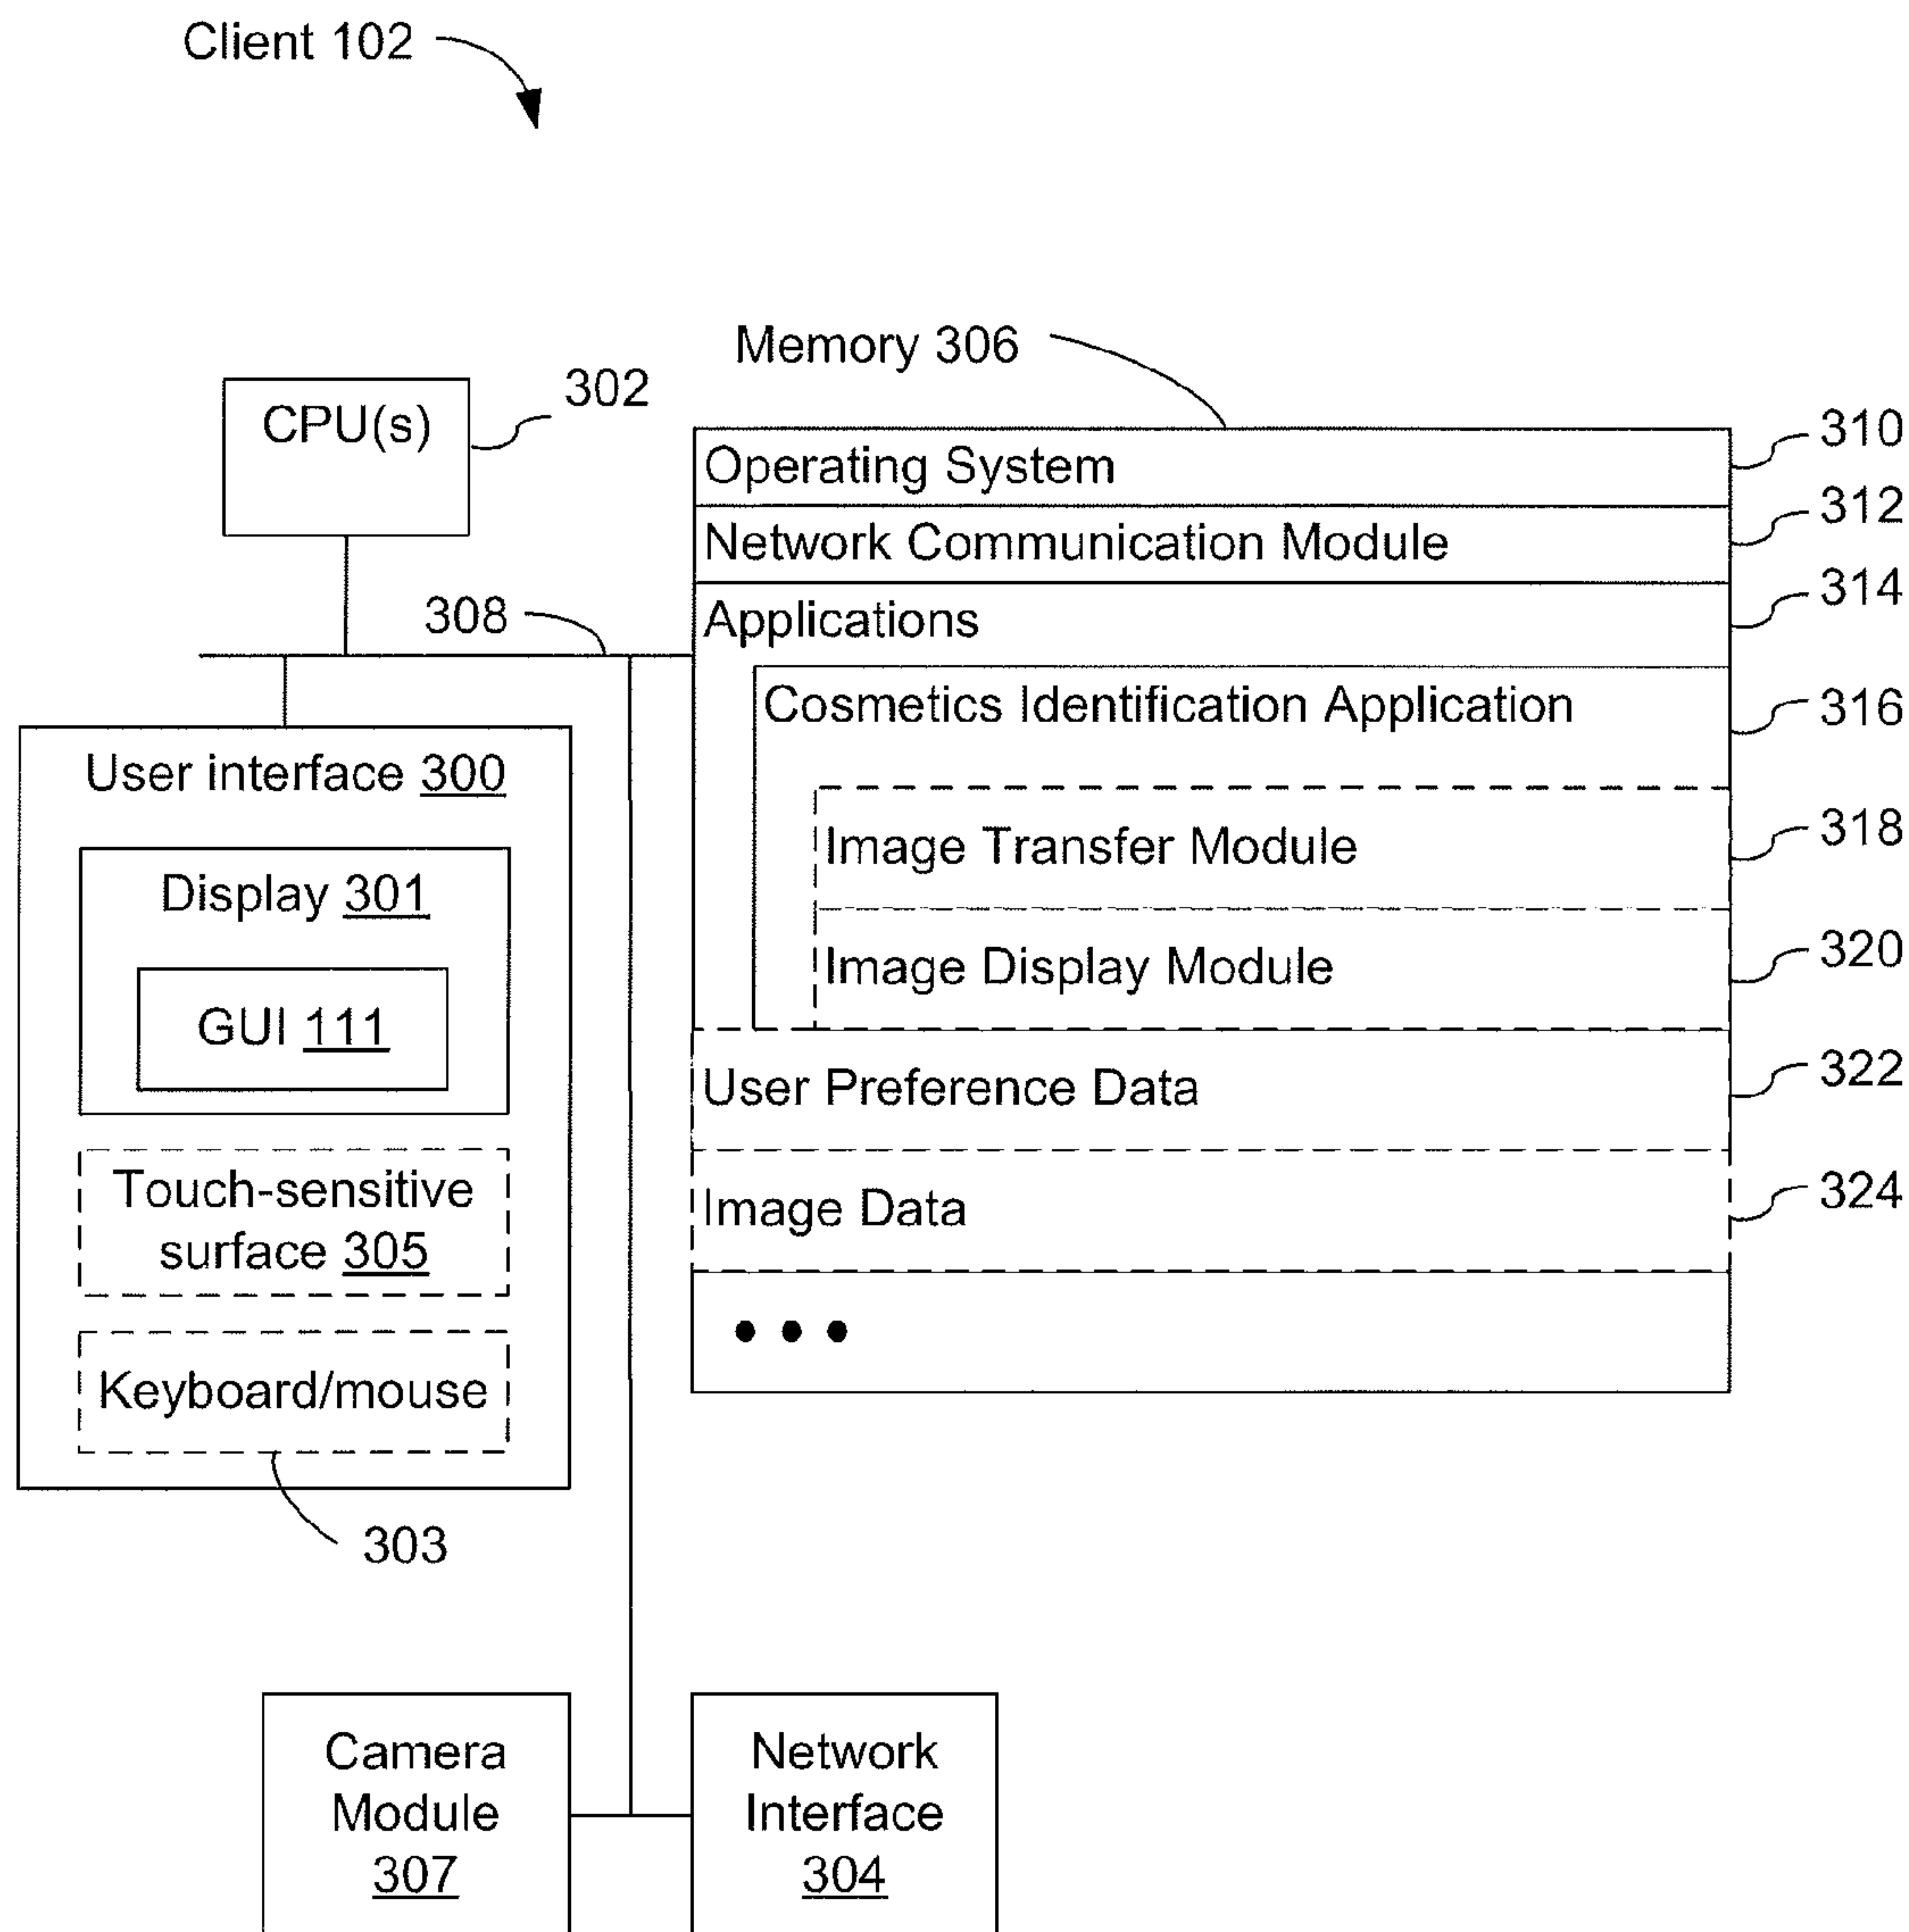 Client 102
Memory 306
CPU(s)
302
Operating System
310
Network Communication Module
312
308
Applications
314
Cosmetics Identification Application
316
Image Transfer Module
318
Image Display Module
320
User Preference Data
322
Image Data
324
• • •
User interface 300
Display 301
GUI 111
Touch-sensitive
surface 305
Keyboard/mouse
303
Camera
Module
307
Network
Interface
304